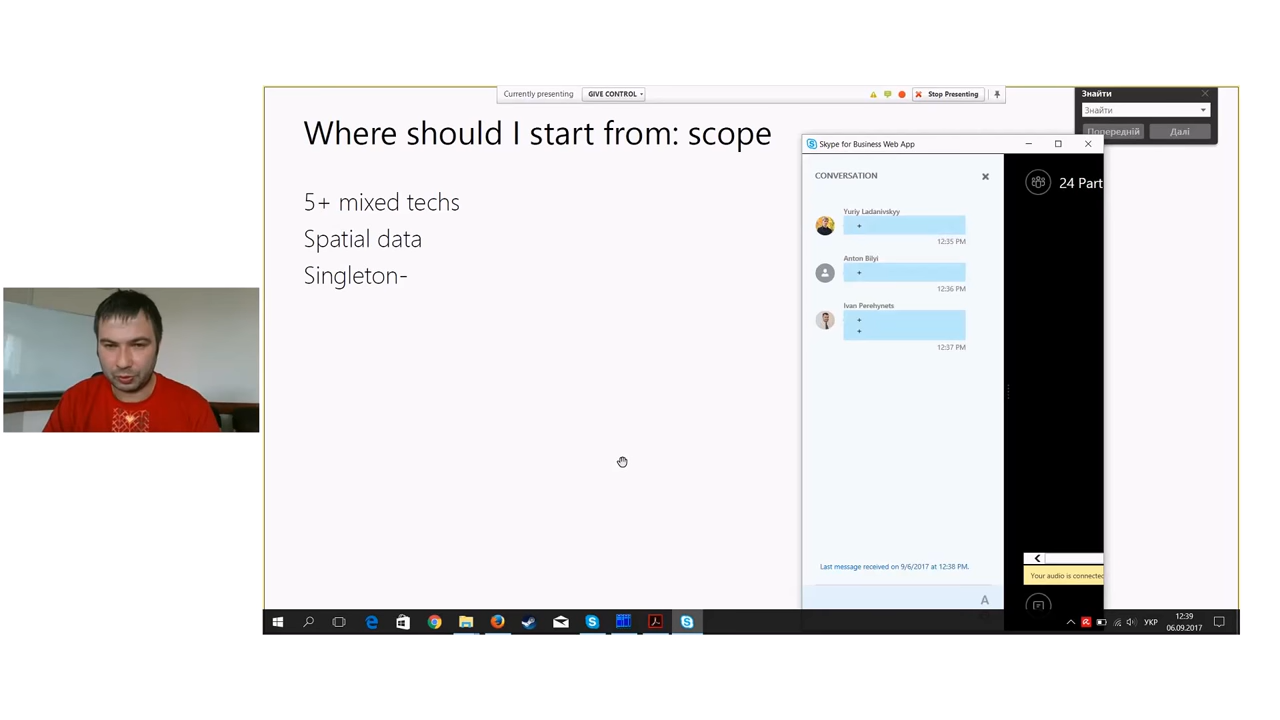 Currently presenting
GIVE CONTROL
Stop Presenting
Знайти
Знайти
Попередній
Далі
Where should I start from: scope
5+ mixed techs
Spatial data
Singleton-
Skype for Business Web App
CONVERSATION
24 Part
Yuriy Ladanivskyy
+
12:35 PM
Anton Bilyi
+
12:36 PM
Ivan Perehynets
+
+
12:37 PM
Last message received on 9/6/2017 at 12:38 PM.
Your audio is connected
A
УКР
12:39
06.09.2017